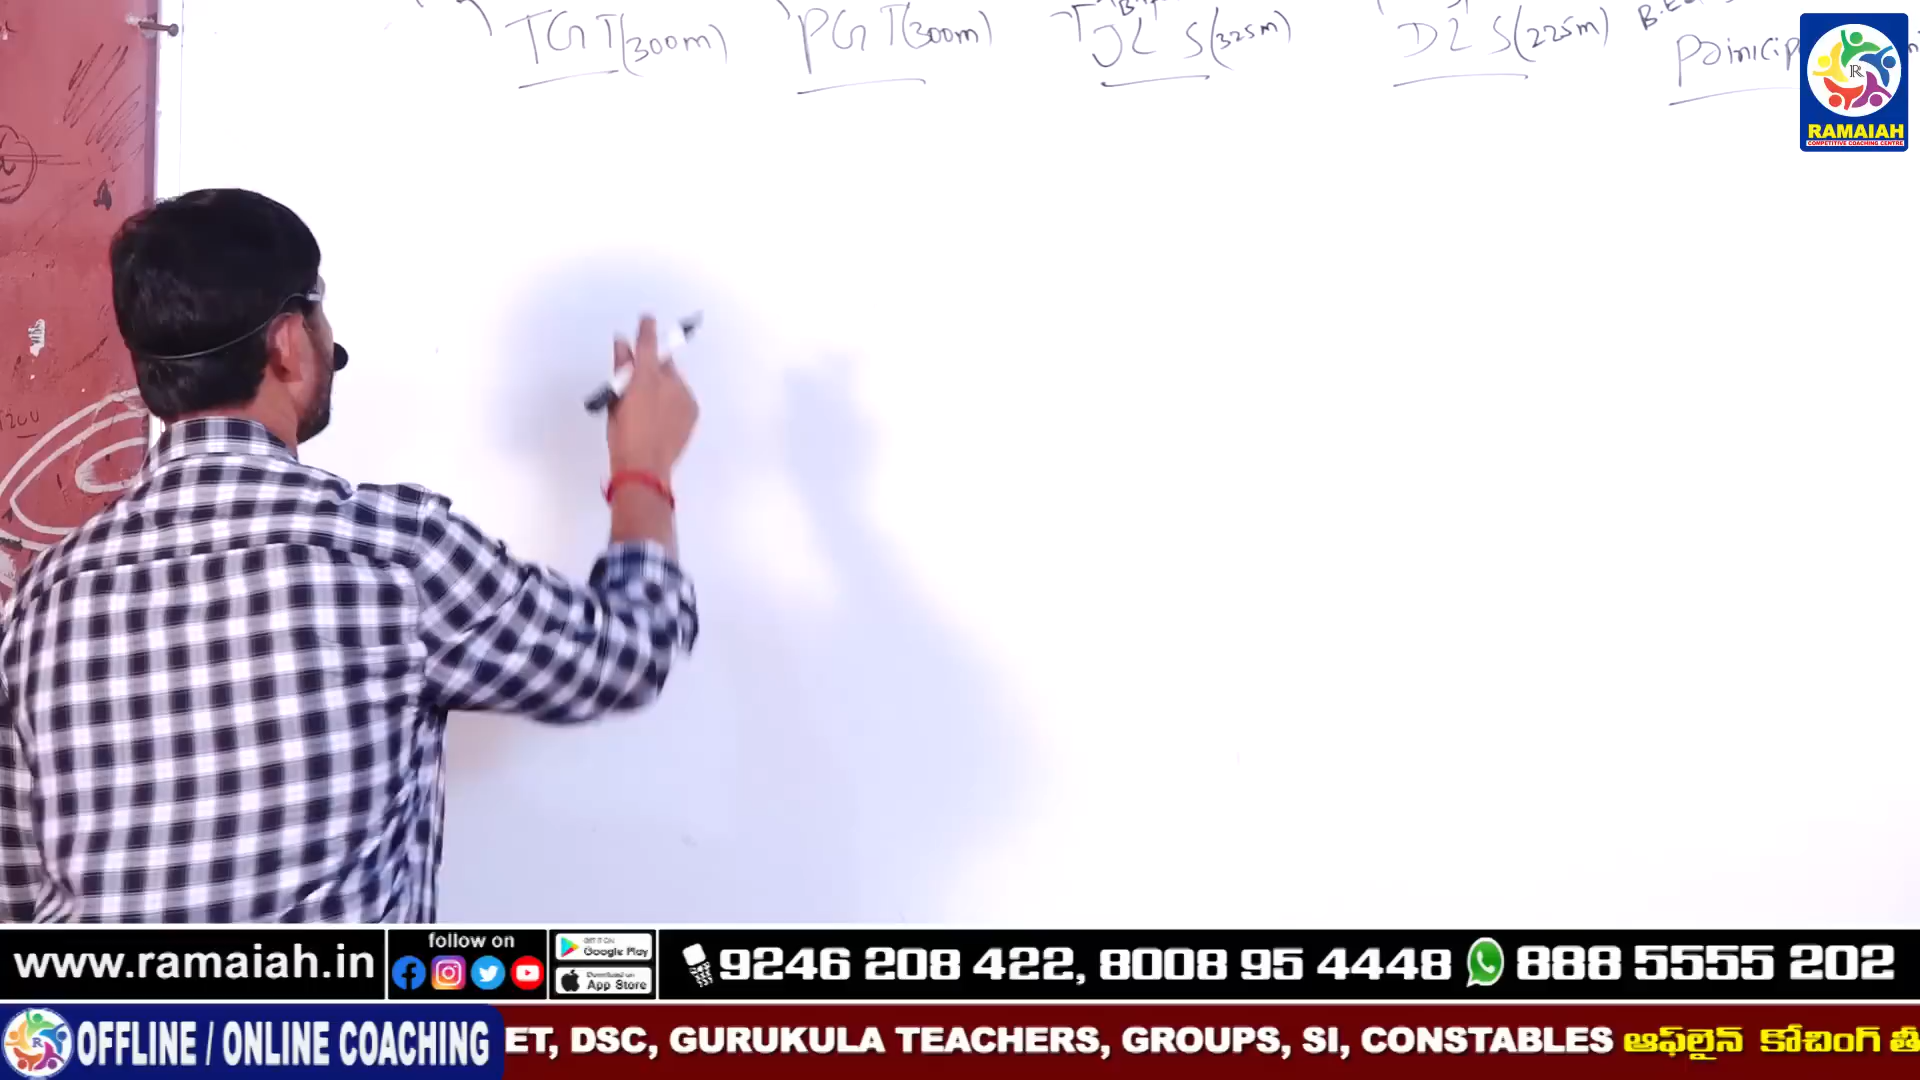 TGT(300m) PGT(300m) JLS(325m) DLS(225m)
B.Ed
RAMAIAH
COMPETITIVE COACHING CENTRE
T200
www.ramaiah.in
follow on
GET IT ON
Google Play
Download on
App Store
9246 208 422, 8008 95 4448
888 5555 202
OFFLINE / ONLINE COACHING
ET, DSC, GURUKULA TEACHERS, GROUPS, SI, CONSTABLES ఆఫ్‌లైన్ కోచింగ్ తీ